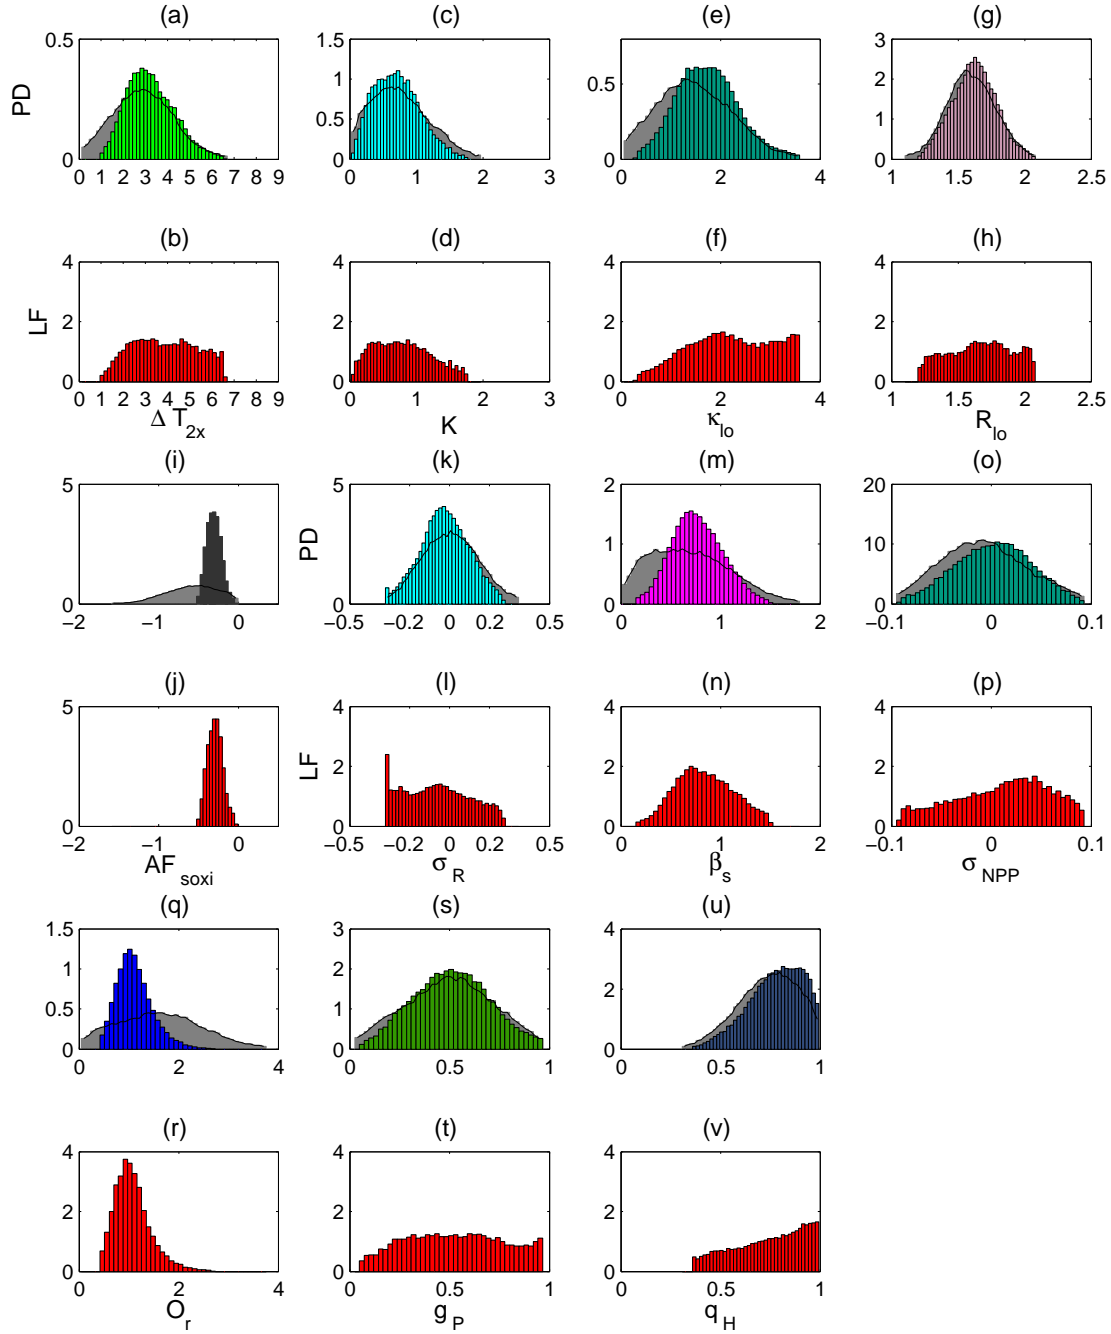 (a) (c) (e) (g)
0.5 1.5 3
PD 1 0.5 2
0.5 1
0 0 0 0
0 1 2 3 4 5 6 7 8 9 0 1 2 3 0 2 4 1 1.5 2 2.5
(b) (d) (f) (h)
4 4 4 4
LF 2 2 2 2
0 0 0 0
0 1 2 3 4 5 6 7 8 9 0 1 2 3 0 2 4 1 1.5 2 2.5
Δ T2x K κlo Rlo
(i) (k) (m) (o)
5 5 2 20
PD 1 10
0 0 0 0
−2 −1 0 −0.5 −0.2 0 0.2 0.5 0 1 2 −0.1 0 0.1
(j) (l) (n) (p)
5 4 4 4
LF 2 2 2
0 0 0 0
−2 −1 0 −0.5 −0.2 0 0.2 0.5 0 1 2 −0.1 0 0.1
AFsoxi σR βs σNPP
(q) (s) (u)
1.5 3 4
1 2 2
0.5 1
0 0 0
0 2 4 0 0.5 1 0 0.5 1
(r) (t) (v)
4 4 4
2 2 2
0 0 0
0 2 4 0 0.5 1 0 0.5 1
Or gP qH